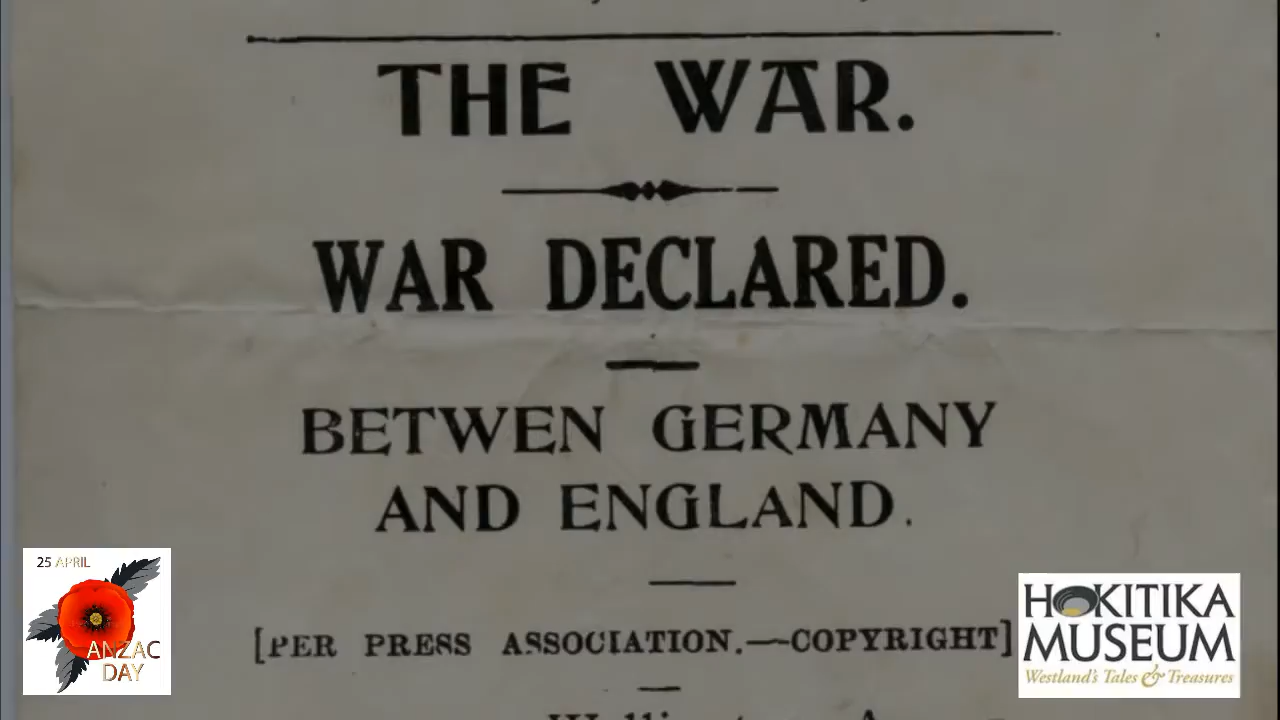 THE WAR.
WAR DECLARED.
BETWEN GERMANY
AND ENGLAND.
[PER PRESS ASSOCIATION.—COPYRIGHT]
25 APRIL
ANZAC
DAY
HOKITIKA
MUSEUM
Westland's Tales & Treasures